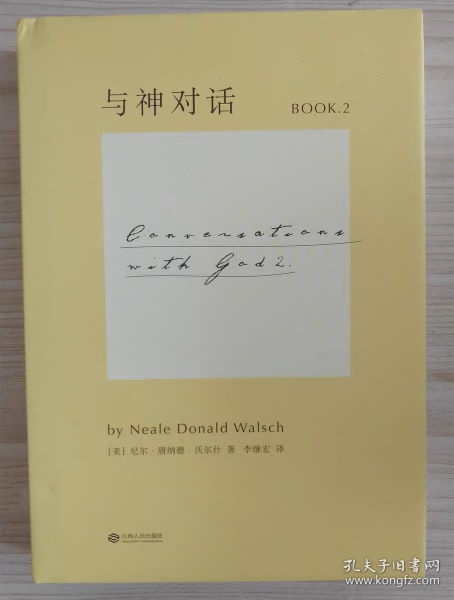 与神对话 BOOK.2
Conversations
with God 2.
by Neale Donald Walsch
[美] 尼尔·唐纳德·沃尔什 著 李继宏 译
江西人民出版社
孔夫子旧书网
www.kongfz.com